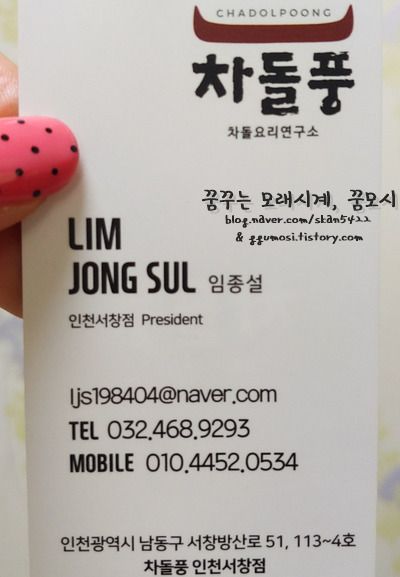 CHADOLPOONG
차돌풍
차돌요리연구소
꿈꾸는 모래시계, 꿈모시
blog.naver.com/skan5422
& ggumosi.tistory.com
LIM
JONG SUL 임종설
인천서창점 President
ljs198404@naver.com
TEL 032.468.9293
MOBILE 010.4452.0534
인천광역시 남동구 서창방산로 51, 113~4호
차돌풍 인천서창점